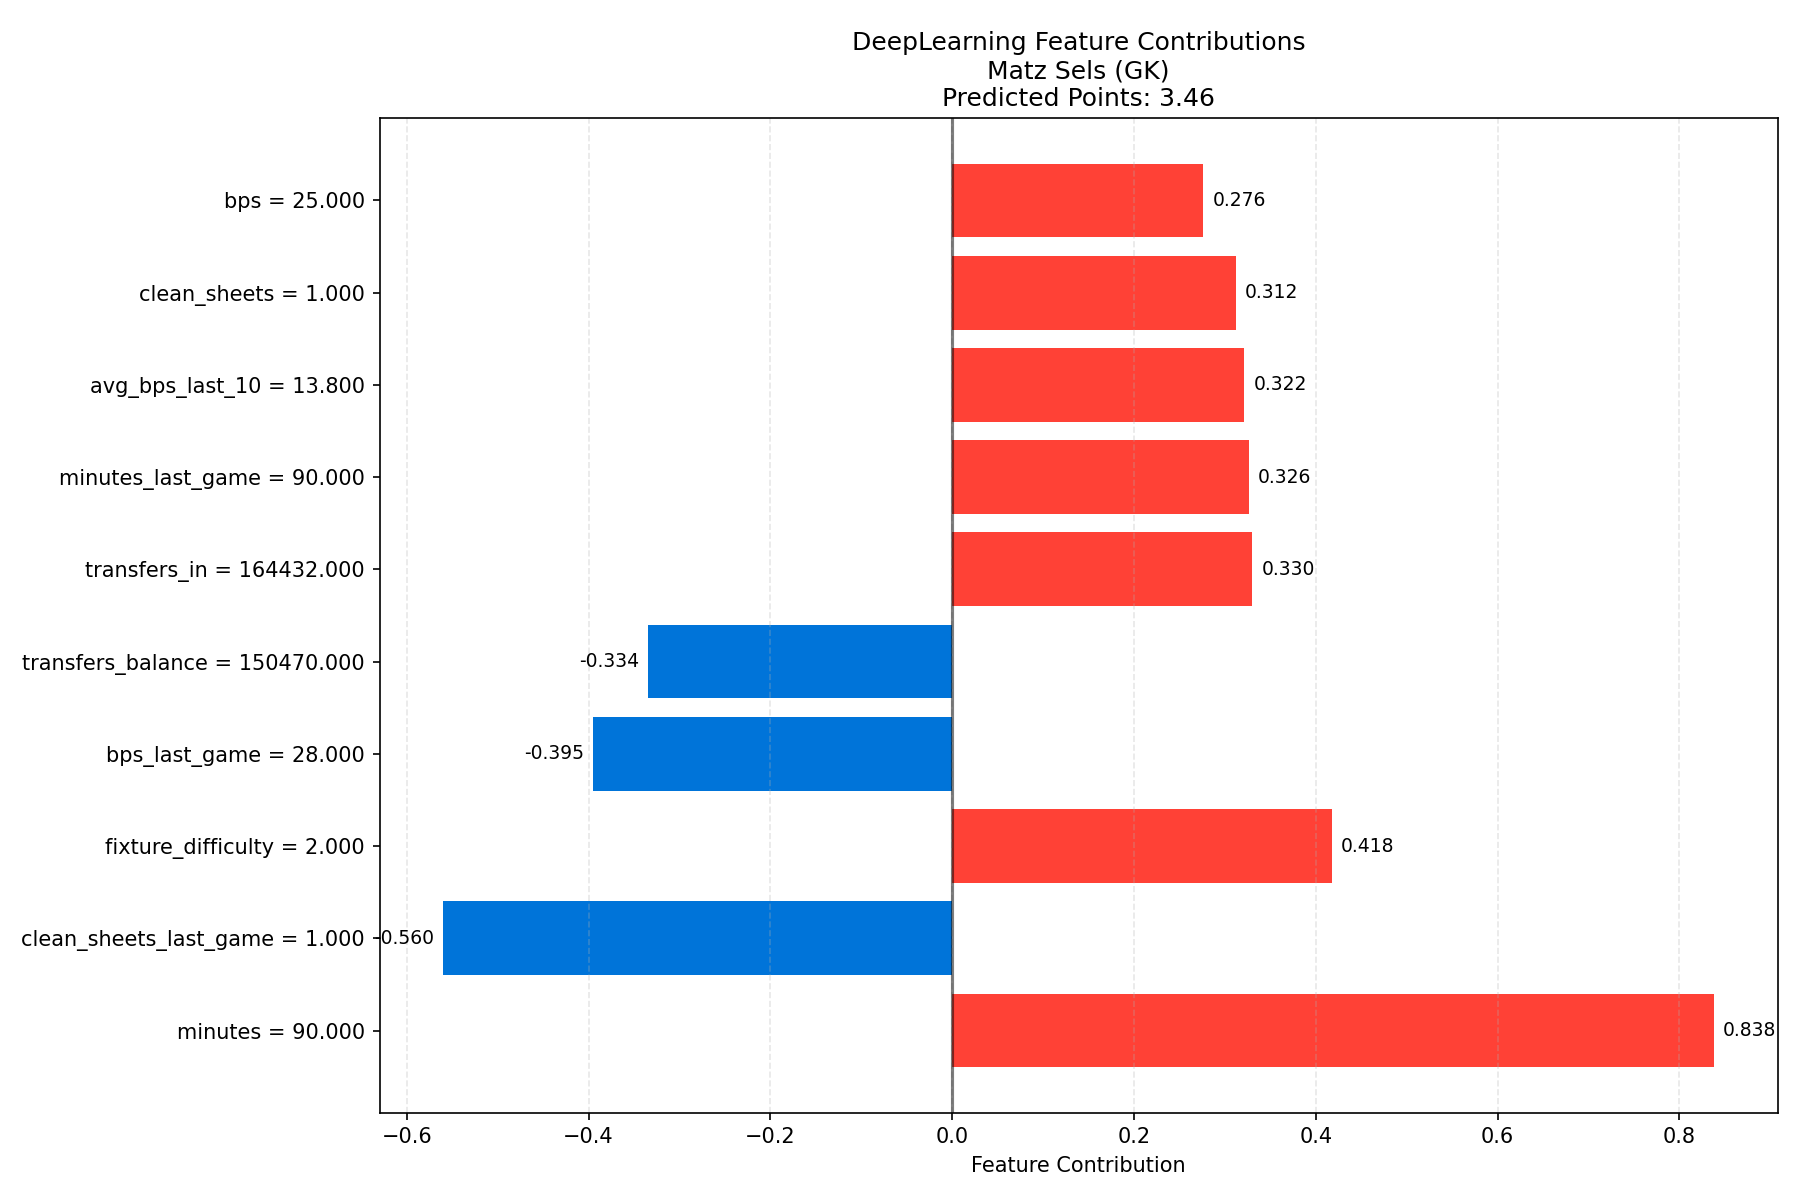 DeepLearning Feature Contributions
Matz Sels (GK)
Predicted Points: 3.46
bps = 25.000
0.276
clean_sheets = 1.000
0.312
avg_bps_last_10 = 13.800
0.322
minutes_last_game = 90.000
0.326
transfers_in = 164432.000
0.330
transfers_balance = 150470.000
-0.334
bps_last_game = 28.000
-0.395
fixture_difficulty = 2.000
0.418
clean_sheets_last_game = 1.000
0.560
minutes = 90.000
0.838
−0.6 −0.4 −0.2 0.0 0.2 0.4 0.6 0.8
Feature Contribution